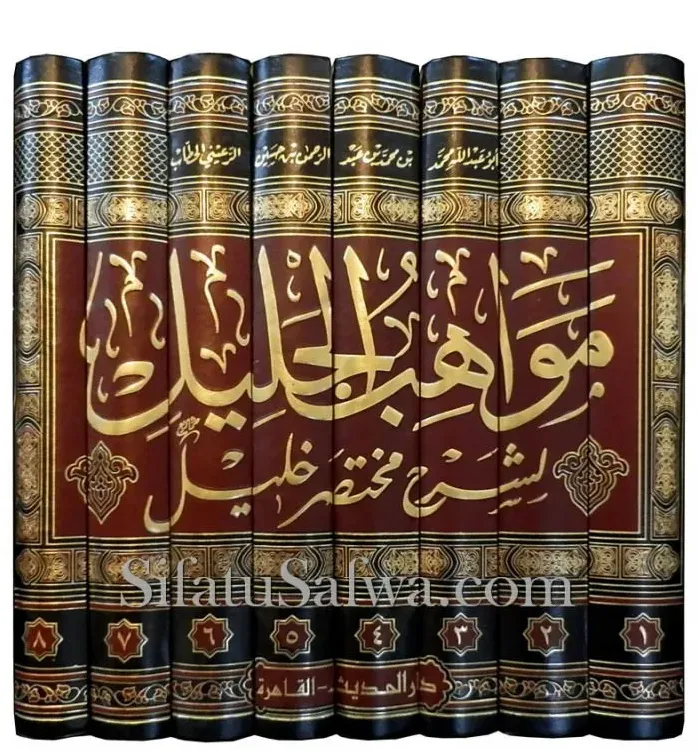 أبو عبد الله محمد بن محمد بن عبد الرحمن بن حسين الرعيني الحطاب
مواهب الجليل
لشرح مختصر خليل
SifatuSafwa.com
١ ٢ ٣ ٤ ٥ ٦ ٧ ٨
دار الحديث - القاهرة